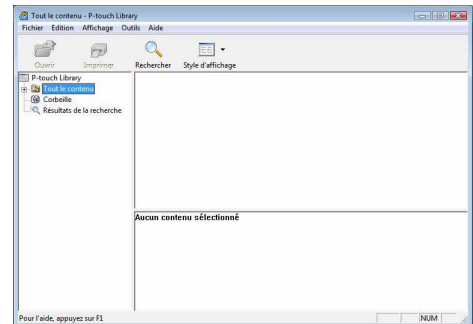 Tout le contenu - P-touch Library
Fichier Edition Affichage Outils Aide
Ouvrir Imprimer Rechercher Style d'affichage
P-touch Library
Tout le contenu
Corbeille
Résultats de la recherche
Aucun contenu sélectionné
Pour l'aide, appuyez sur F1 NUM